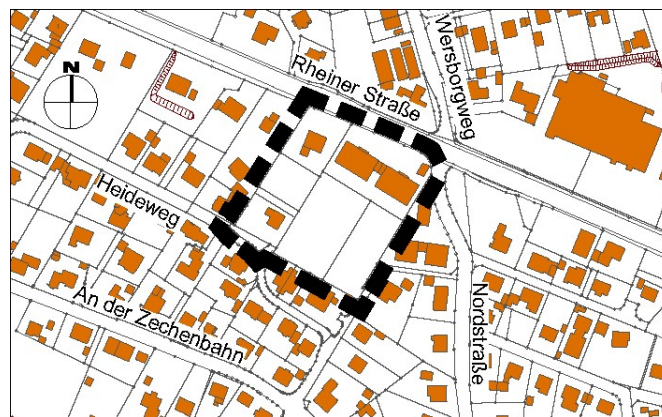 N
Rheiner Straße
Wersborgweg
Heideweg
An der Zechenbahn
Nordstraße